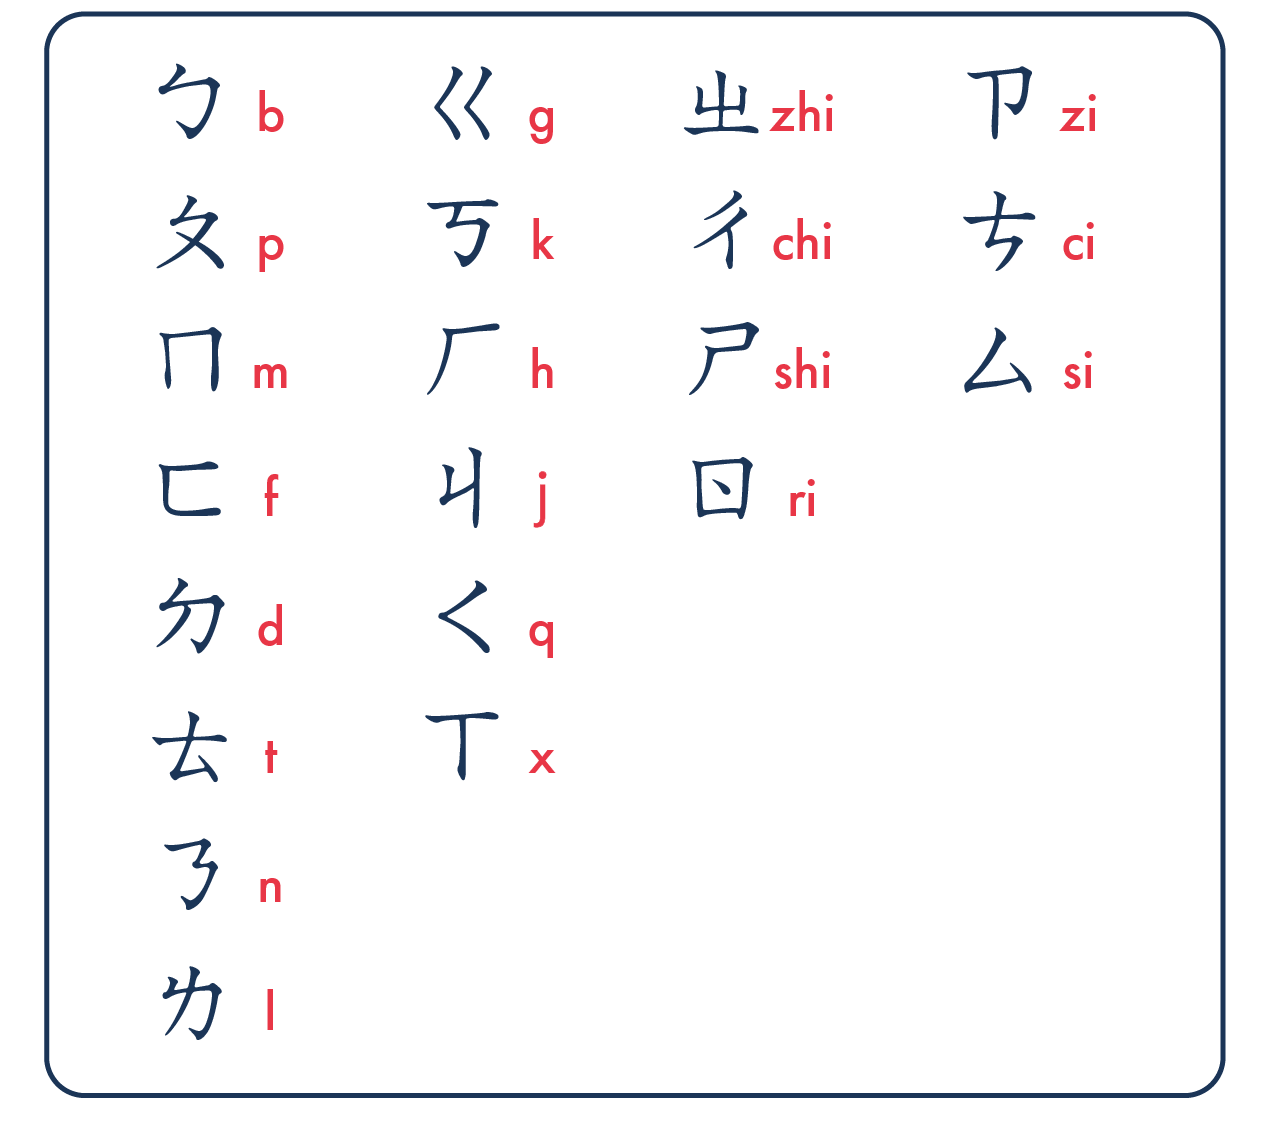 ㄅ b ㄍ g ㄓ zhi ㄗ zi
ㄆ p ㄎ k ㄔ chi ㄘ ci
ㄇ m ㄏ h ㄕ shi ㄙ si
ㄈ f ㄐ j ㄖ ri
ㄉ d ㄑ q
ㄊ t ㄒ x
ㄋ n
ㄌ l